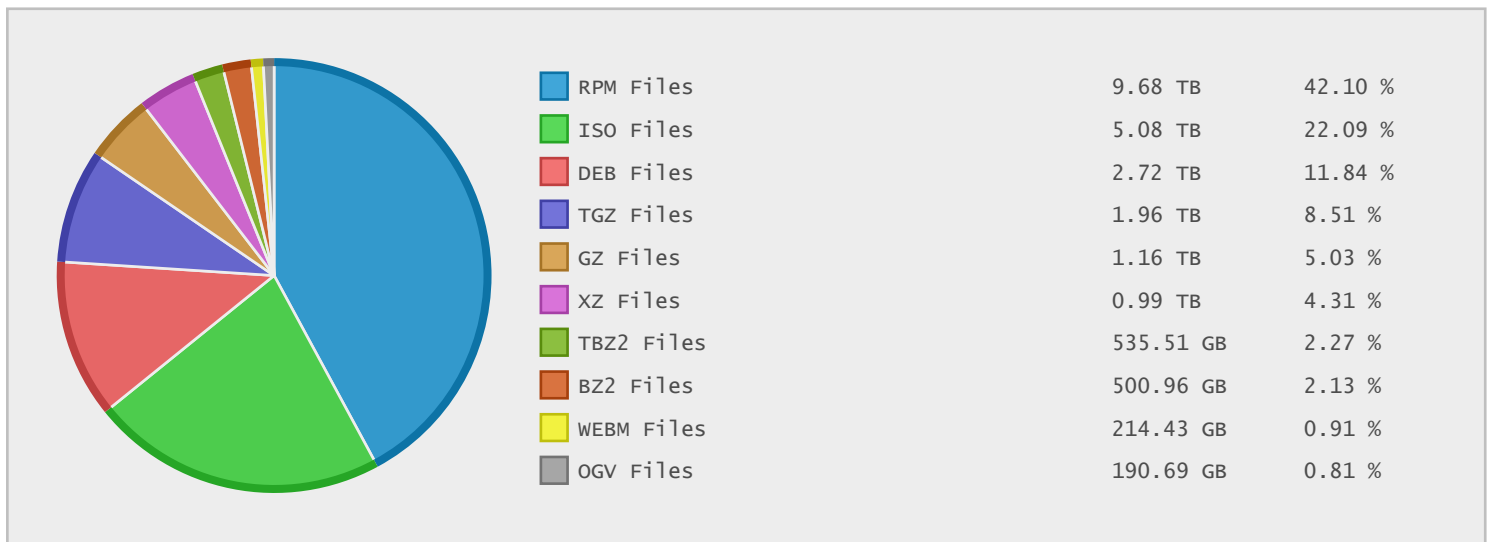 RPM Files 9.68 TB 42.10 %
ISO Files 5.08 TB 22.09 %
DEB Files 2.72 TB 11.84 %
TGZ Files 1.96 TB 8.51 %
GZ Files 1.16 TB 5.03 %
XZ Files 0.99 TB 4.31 %
TBZ2 Files 535.51 GB 2.27 %
BZ2 Files 500.96 GB 2.13 %
WEBM Files 214.43 GB 0.91 %
OGV Files 190.69 GB 0.81 %